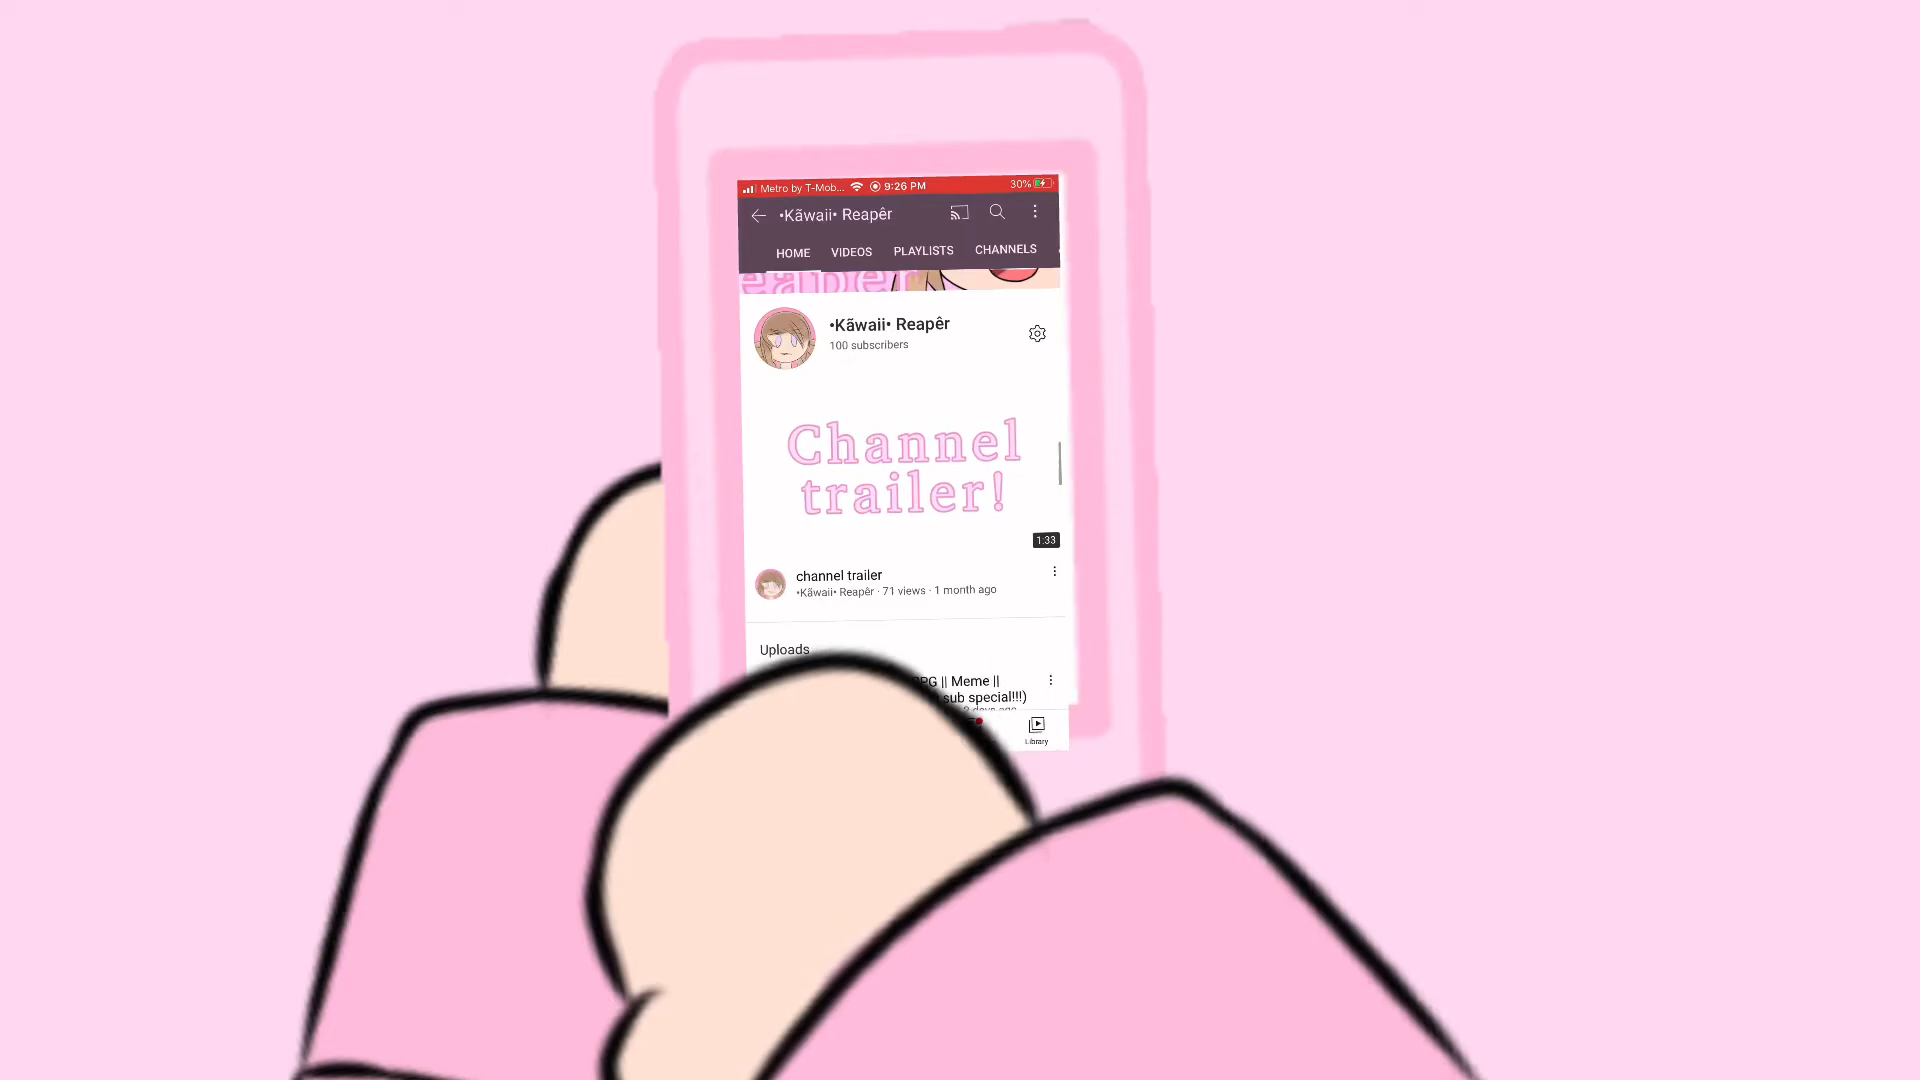 Metro by T-Mob... 9:26 PM 30%
•Kãwaii• Reapêr
HOME VIDEOS PLAYLISTS CHANNELS
•Kãwaii• Reapêr
100 subscribers
Channel
trailer!
1:33
channel trailer
•Kãwaii• Reapêr · 71 views · 1 month ago
Uploads
|| Meme ||
sub special!!!)
Library